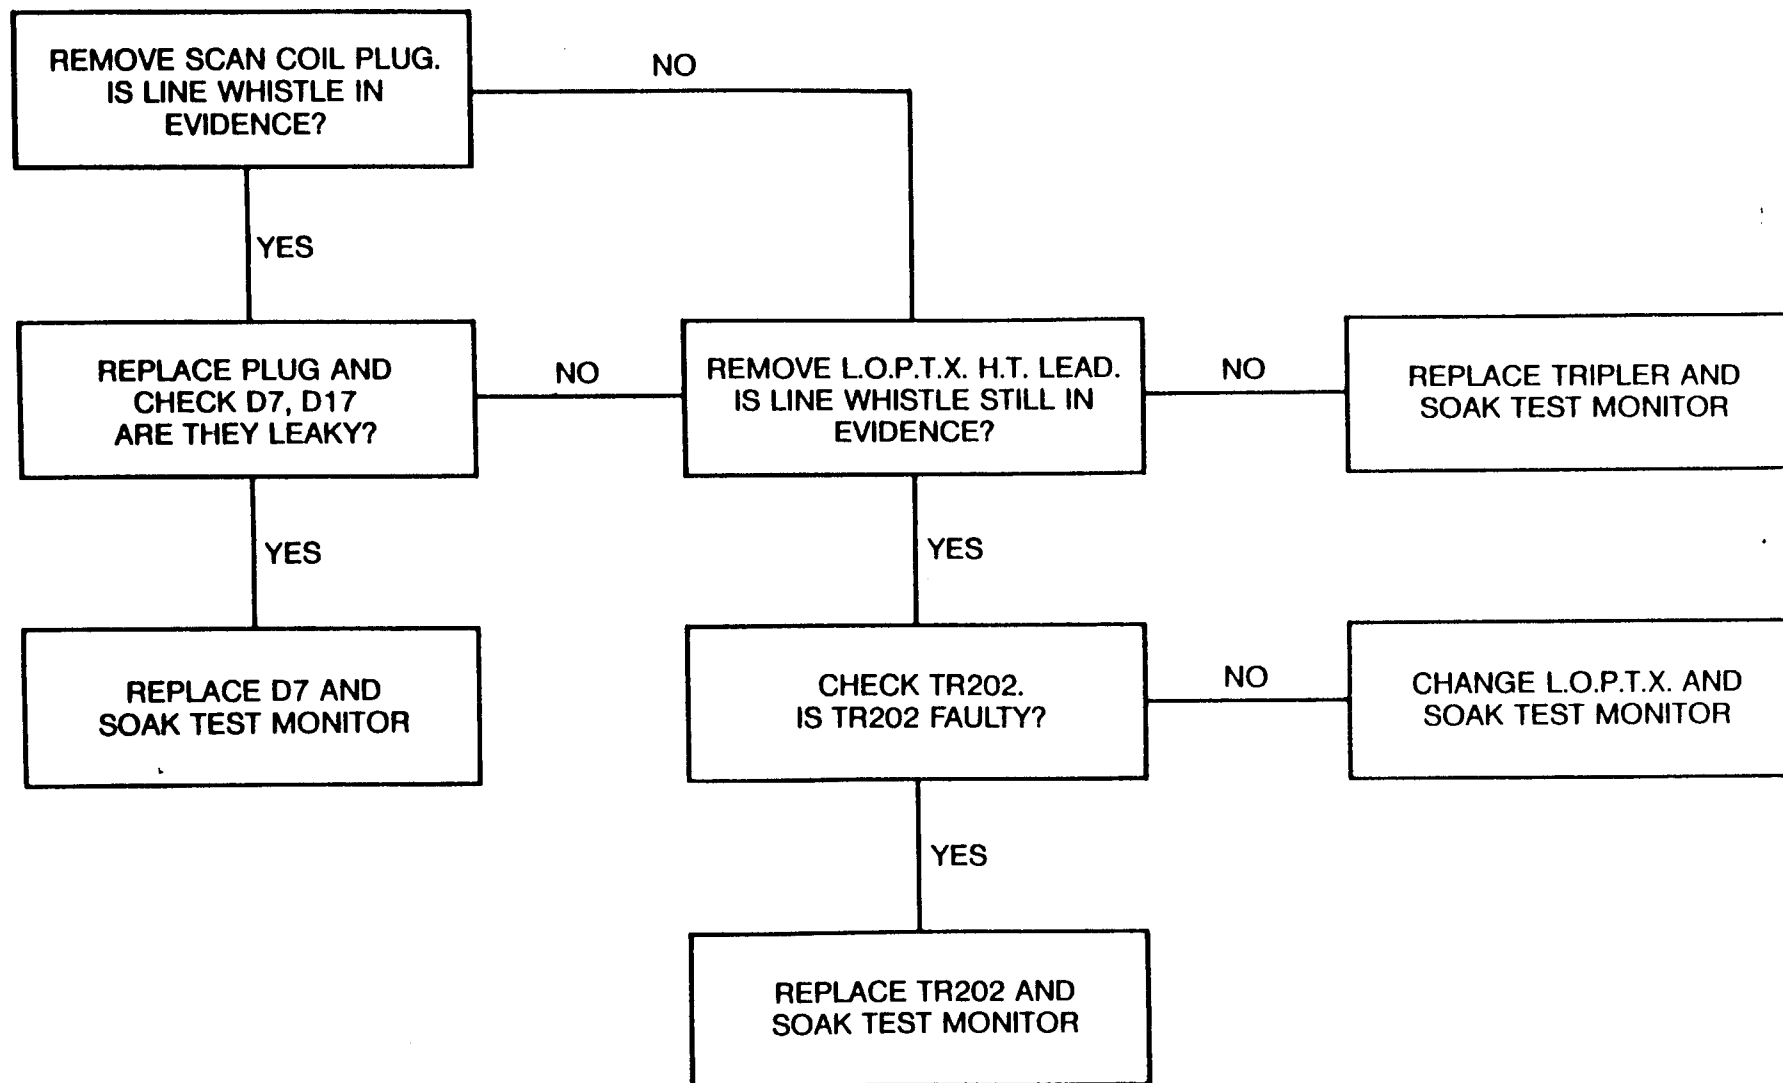 REMOVE SCAN COIL PLUG.
IS LINE WHISTLE IN
EVIDENCE?
NO
YES
REPLACE PLUG AND
CHECK D7, D17
ARE THEY LEAKY?
NO
REMOVE L.O.P.T.X. H.T. LEAD.
IS LINE WHISTLE STILL IN
EVIDENCE?
NO
REPLACE TRIPLER AND
SOAK TEST MONITOR
YES
YES
REPLACE D7 AND
SOAK TEST MONITOR
CHECK TR202.
IS TR202 FAULTY?
NO
CHANGE L.O.P.T.X. AND
SOAK TEST MONITOR
YES
REPLACE TR202 AND
SOAK TEST MONITOR